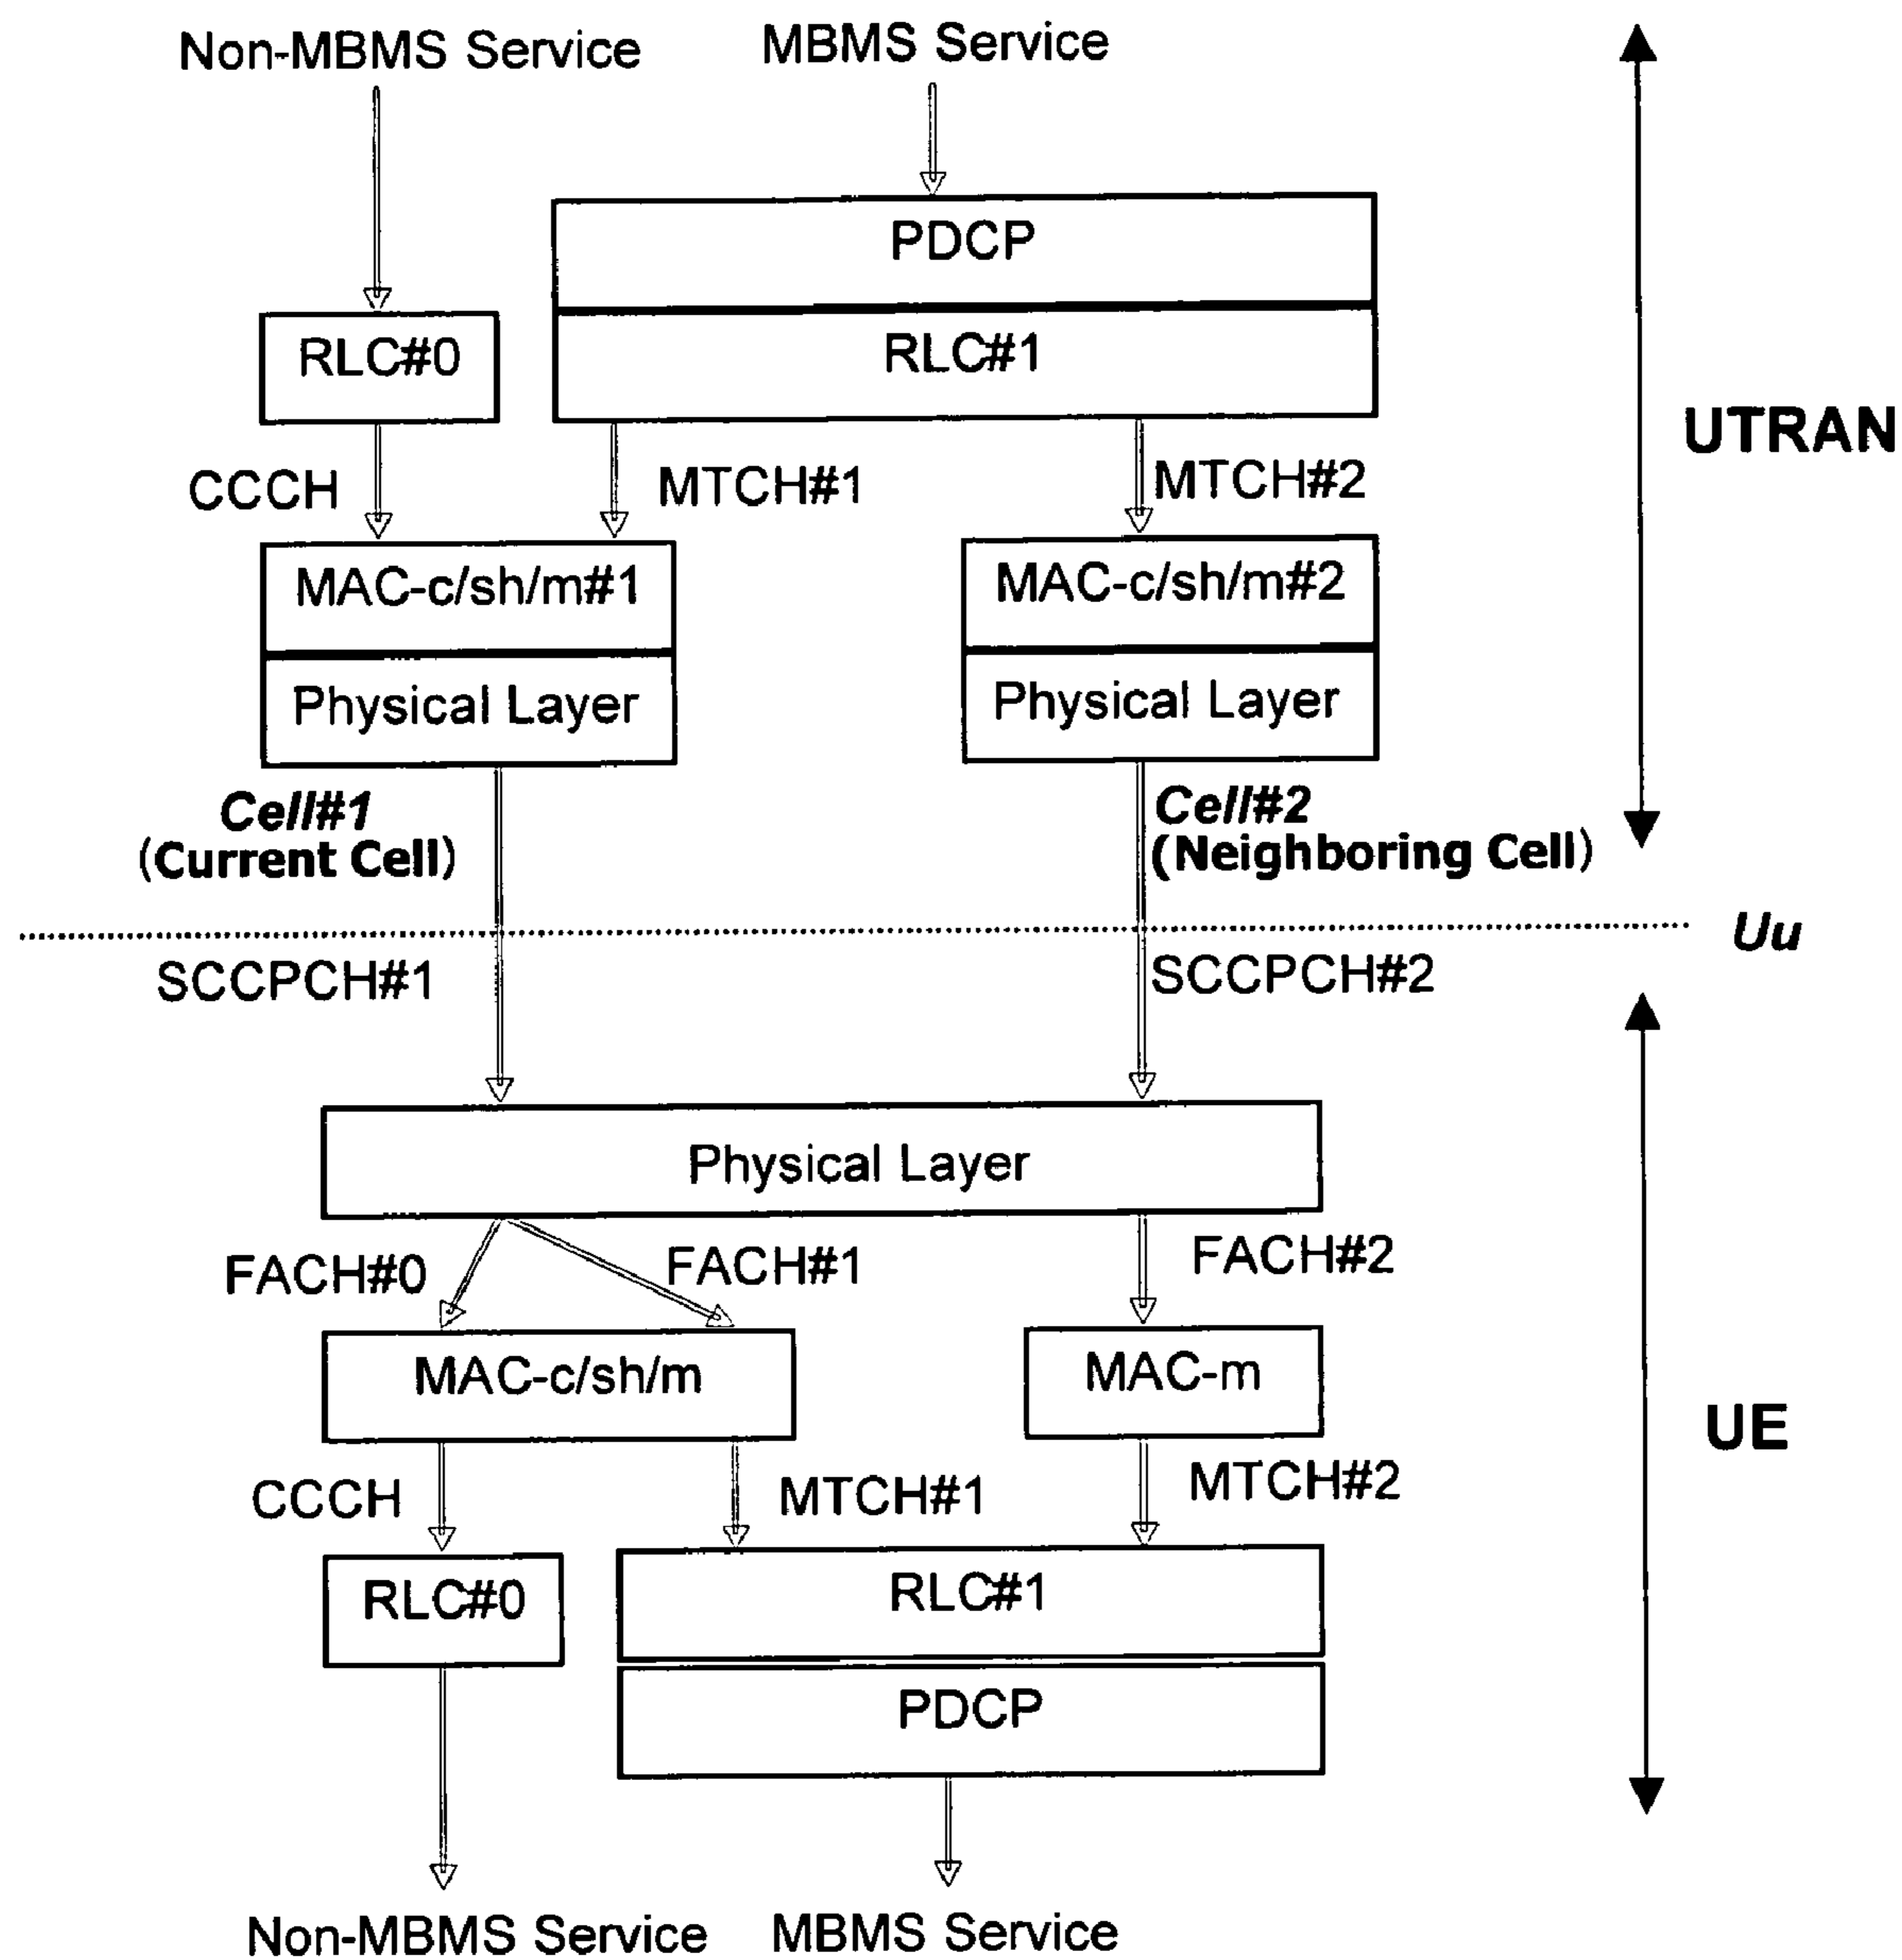 Non-MBMS Service
MBMS Service
PDCP
RLC#0
RLC#1
UTRAN
CCCH
MTCH#1
MTCH#2
MAC-c/sh/m#1
MAC-c/sh/m#2
Physical Layer
Physical Layer
Cell#1
(Current Cell)
Cell#2
(Neighboring Cell)
Uu
SCCPCH#1
SCCPCH#2
Physical Layer
FACH#0
FACH#1
FACH#2
MAC-c/sh/m
MAC-m
UE
CCCH
MTCH#1
MTCH#2
RLC#0
RLC#1
PDCP
Non-MBMS Service
MBMS Service